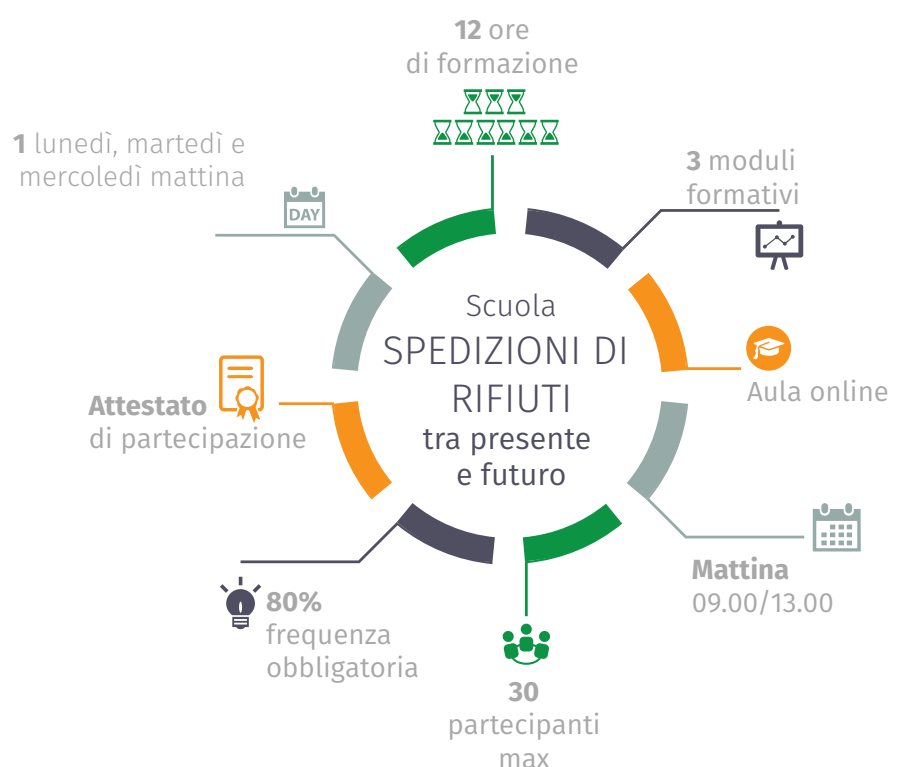 12 ore
di formazione
1 lunedì, martedì e
mercoledì mattina
DAY
3 moduli
formativi
Scuola
SPEDIZIONI DI
RIFIUTI
tra presente
e futuro
Aula online
Attestato
di partecipazione
Mattina
09.00/13.00
80%
frequenza
obbligatoria
30
partecipanti
max